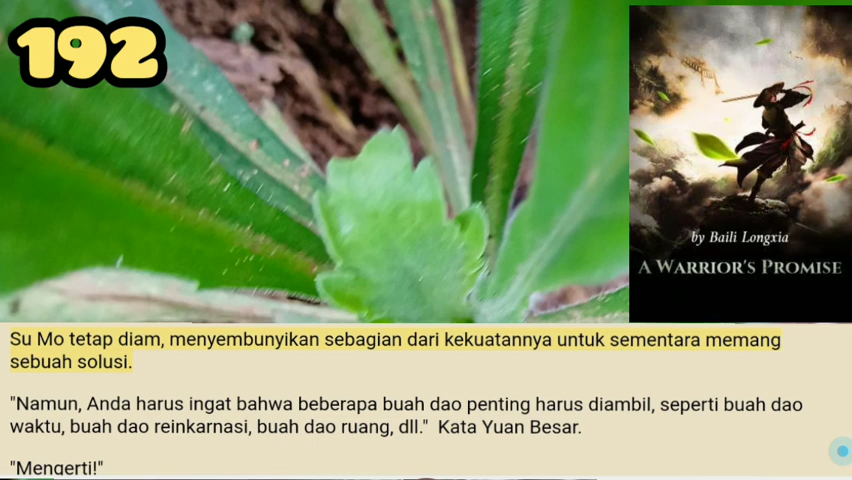 192
by Baili Longxia
A WARRIOR'S PROMISE
Su Mo tetap diam, menyembunyikan sebagian dari kekuatannya untuk sementara memang
sebuah solusi.
"Namun, Anda harus ingat bahwa beberapa buah dao penting harus diambil, seperti buah dao
waktu, buah dao reinkarnasi, buah dao ruang, dll."  Kata Yuan Besar.
"Mengerti!"